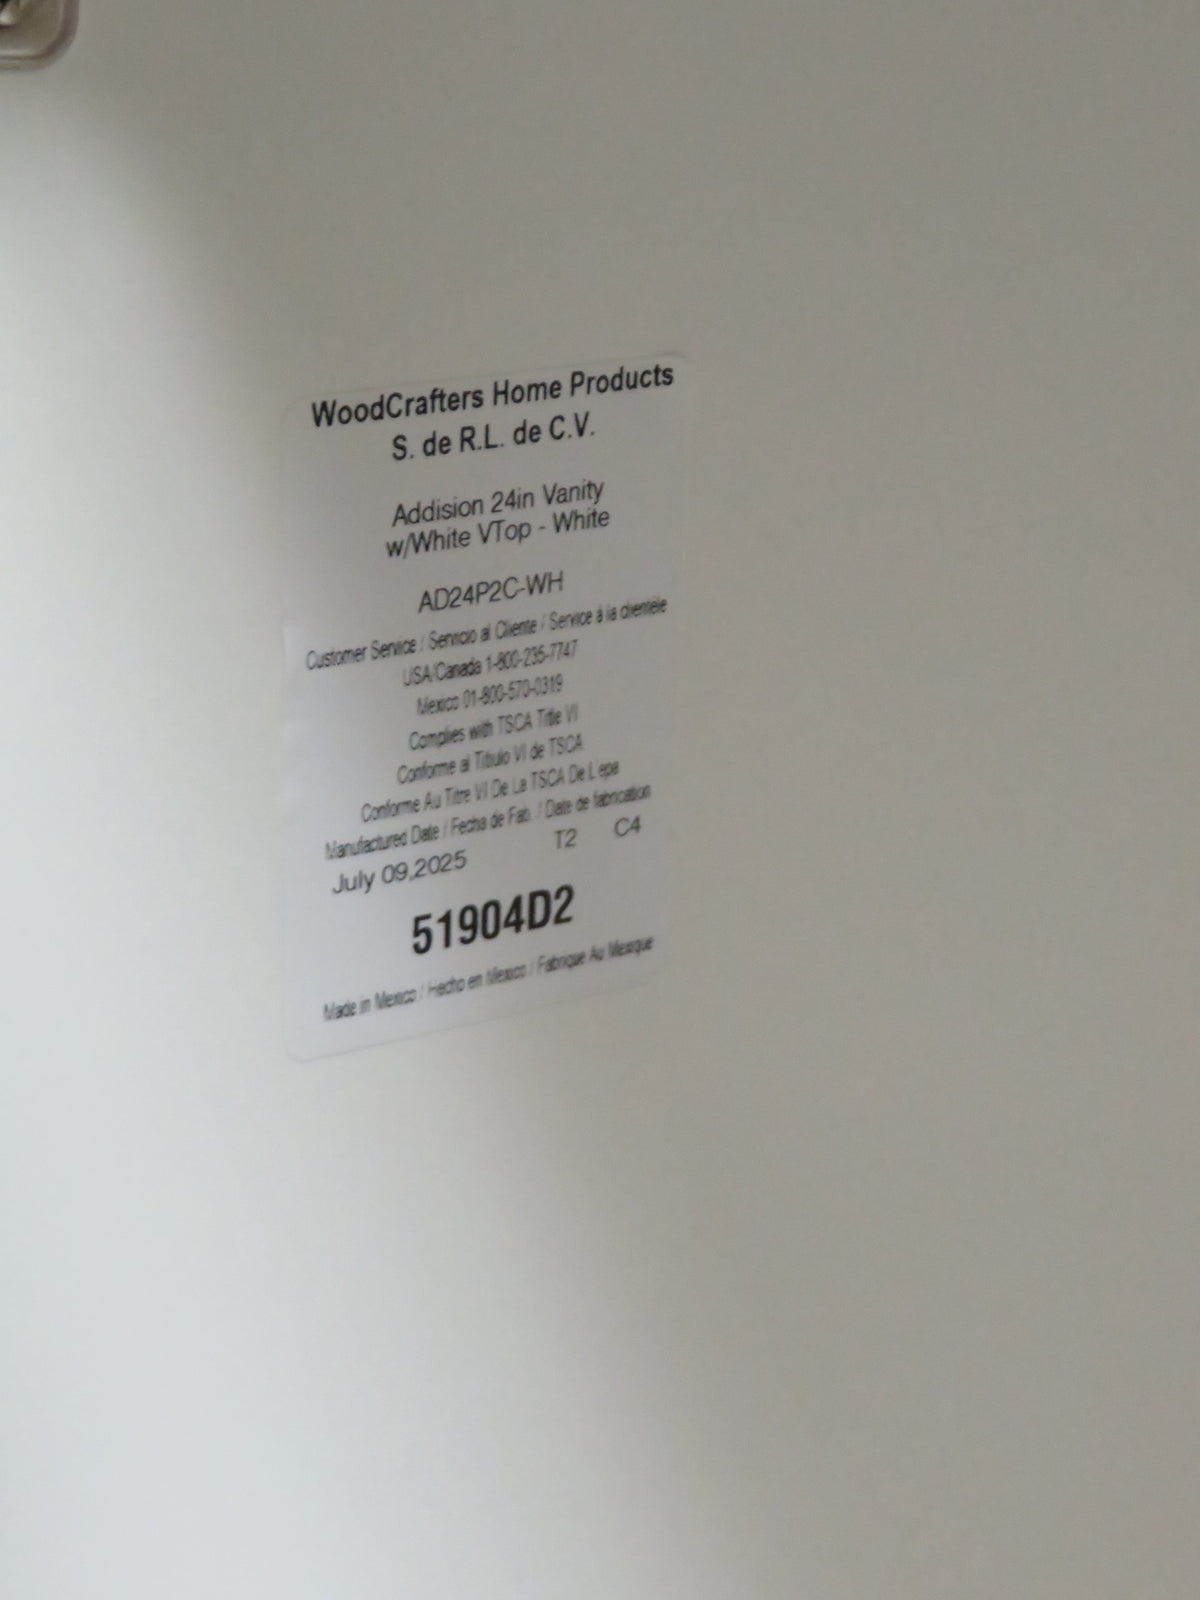 WoodCrafters Home Products
S. de R.L. de C.V.
Addision 24in Vanity
w/White VTop - White
AD24P2C-WH
Customer Service / Servicio al Cliente / Service à la clientèle
USA/Canada 1-800-235-7747
Mexico 01-800-570-0319
Complies with TSCA Title VI
Conforme al Titulo VI de TSCA
Conforme Au Titre VI De La TSCA De L'epa
Manufactured Date / Fecha de Fab. / Date de fabrication
July 09,2025 T2 C4
51904D2
Made in Mexico / Hecho en Mexico / Fabrique Au Mexique